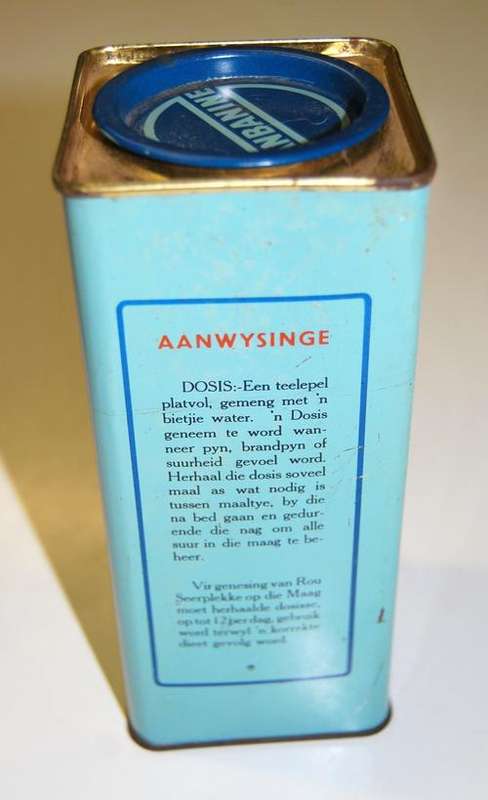 NBANINE
AANWYSINGE
DOSIS:-Een teelepel
platvol, gemeng met 'n
bietjie water. 'n Dosis
geneem te word wan-
neer pyn, brandpyn of
suurheid gevoel word.
Herhaal die dosis soveel
maal as wat nodig is
tussen maaltye, by die
na bed gaan en gedur-
ende die nag om alle
suur in die maag te be-
heer.
Vir genesing van Rou
Seerplekke op die Maag
moet herhaalde dosisse,
op tot 12 per dag, gebruik
word terwyl 'n korrekte
dieet gevolg word.